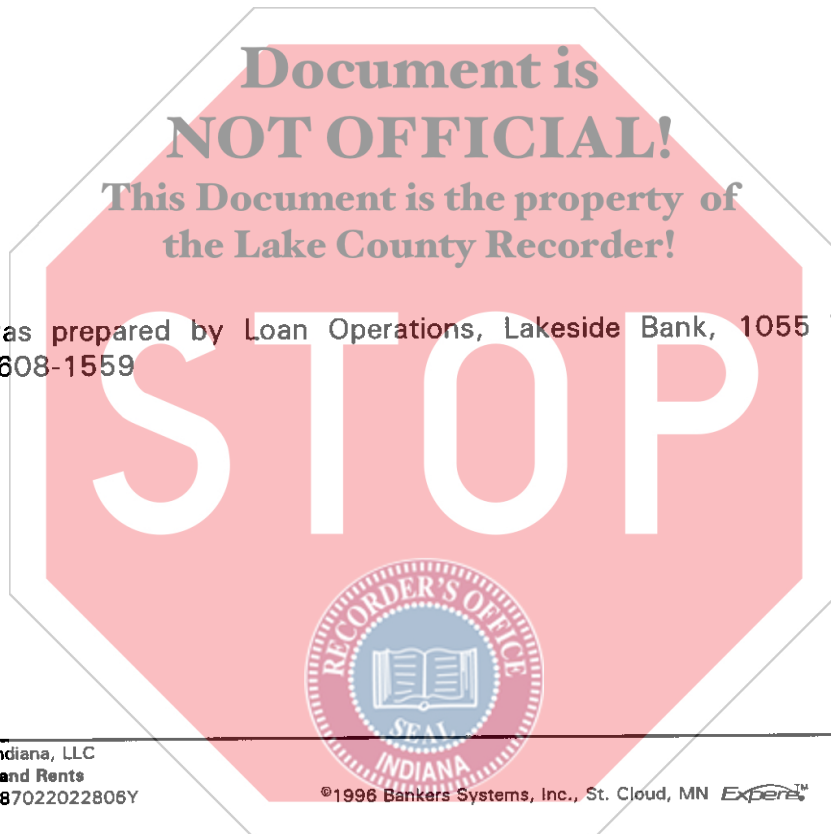 Document is
NOT OFFICIAL!
This Document is the property of
the Lake County Recorder!
as prepared by Loan Operations, Lakeside Bank, 1055
608-1559
STOP
RECORDER'S OFFICE
SEAL
INDIANA
ndiana, LLC
and Rents
87022022806Y
©1996 Bankers Systems, Inc., St. Cloud, MN Expere™